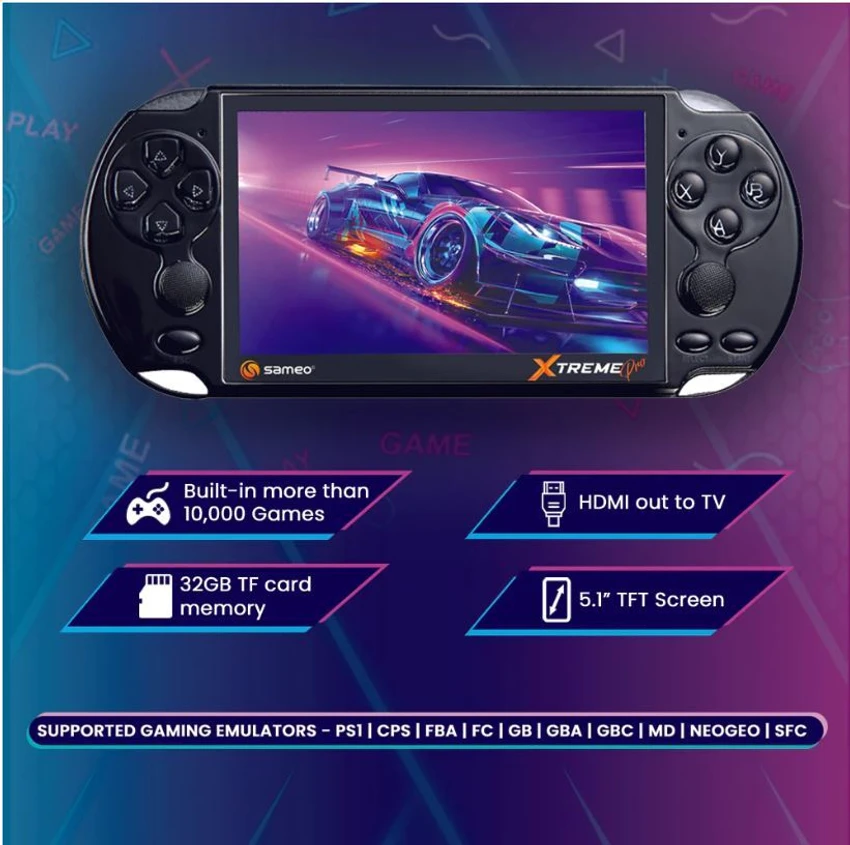 PLAY
GAME
GAME
Y
X
B
A
sameo
XTREME Pro
GAME
GAME
PLAY
Built-in more than
10,000 Games
HDMI out to TV
32GB TF card
memory
5.1” TFT Screen
SUPPORTED GAMING EMULATORS – PS1 | CPS | FBA | FC | GB | GBA | GBC | MD | NEOGEO | SFC